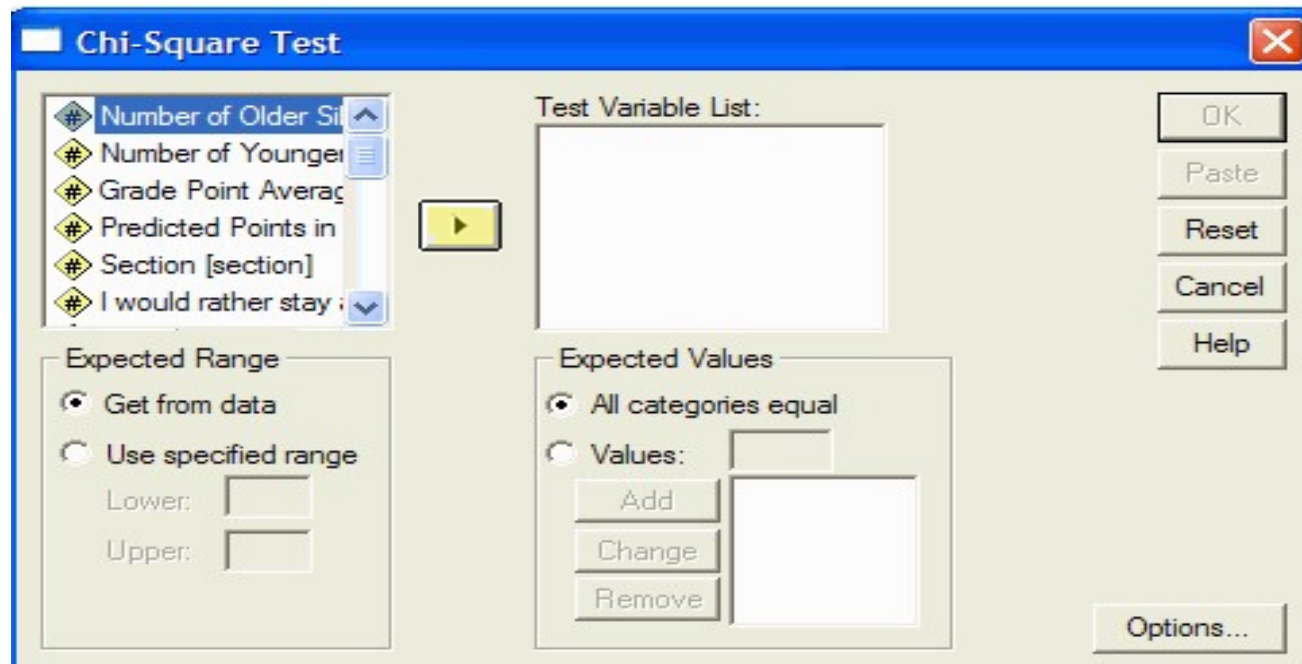 Chi-Square Test
Number of Older Sil
Number of Younger
Grade Point Averag
Predicted Points in
Section [section]
I would rather stay a
Test Variable List:
OK
Paste
Reset
Cancel
Help
Expected Range
Get from data
Use specified range
Lower:
Upper:
Expected Values
All categories equal
Values:
Add
Change
Remove
Options...